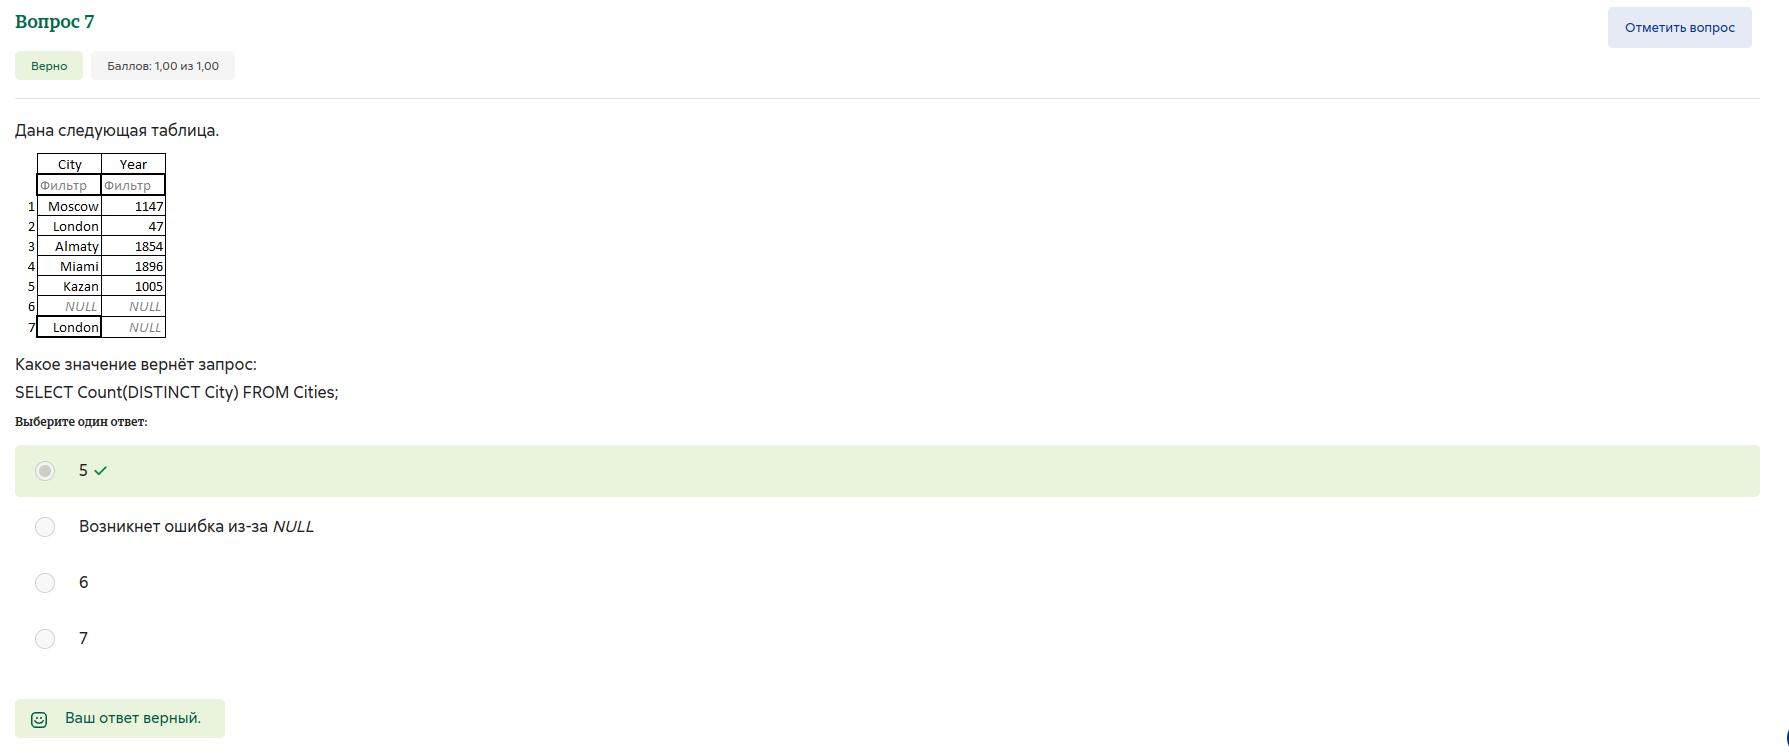 Вопрос 7
Отметить вопрос
Верно
Баллов: 1,00 из 1,00
Дана следующая таблица.
City Year
Фильтр Фильтр
1 Moscow 1147
2 London 47
3 Almaty 1854
4 Miami 1896
5 Kazan 1005
6 NULL NULL
7 London NULL
Какое значение вернёт запрос:
SELECT Count(DISTINCT City) FROM Cities;
Выберите один ответ:
5
Возникнет ошибка из-за NULL
6
7
Ваш ответ верный.